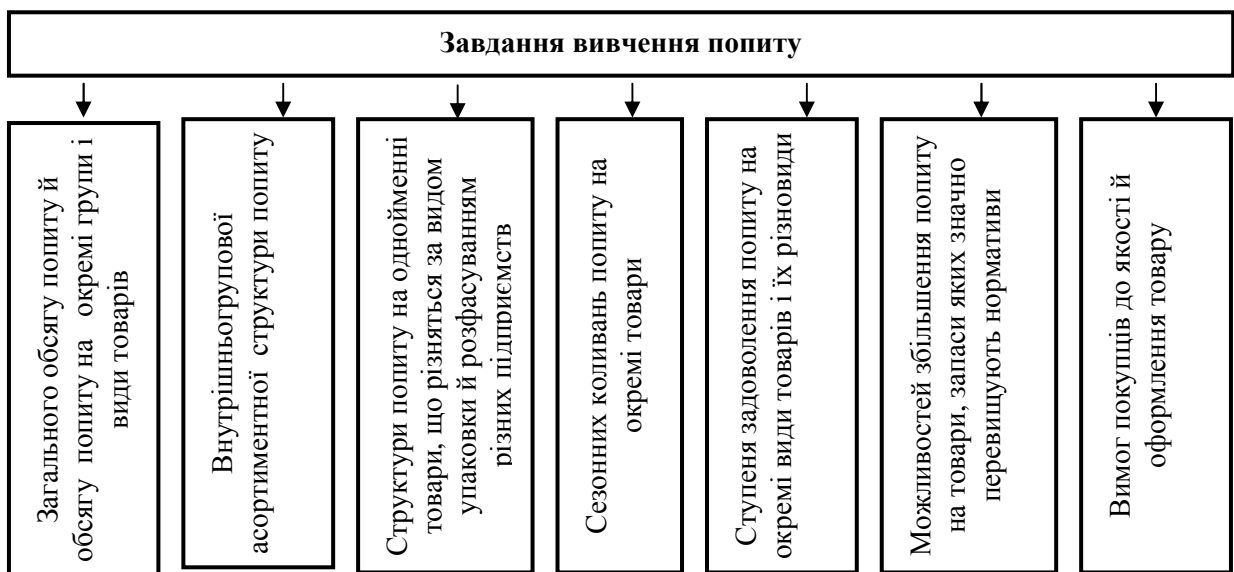 Завдання вивчення попиту
Загального обсягу попиту й
обсягу попиту на окремі групи і
види товарів
Внутрішньогрупової
асортиментної структури попиту
Структури попиту на однойменні
товари, що різняться за видом
упаковки й розфасуванням
різних підприємств
Сезонних коливань попиту на
окремі товари
Ступеня задоволення попиту на
окремі види товарів і їх різновиди
Можливостей збільшення попиту
на товари, запаси яких значно
перевищують нормативи
Вимог покупців до якості й
оформлення товару